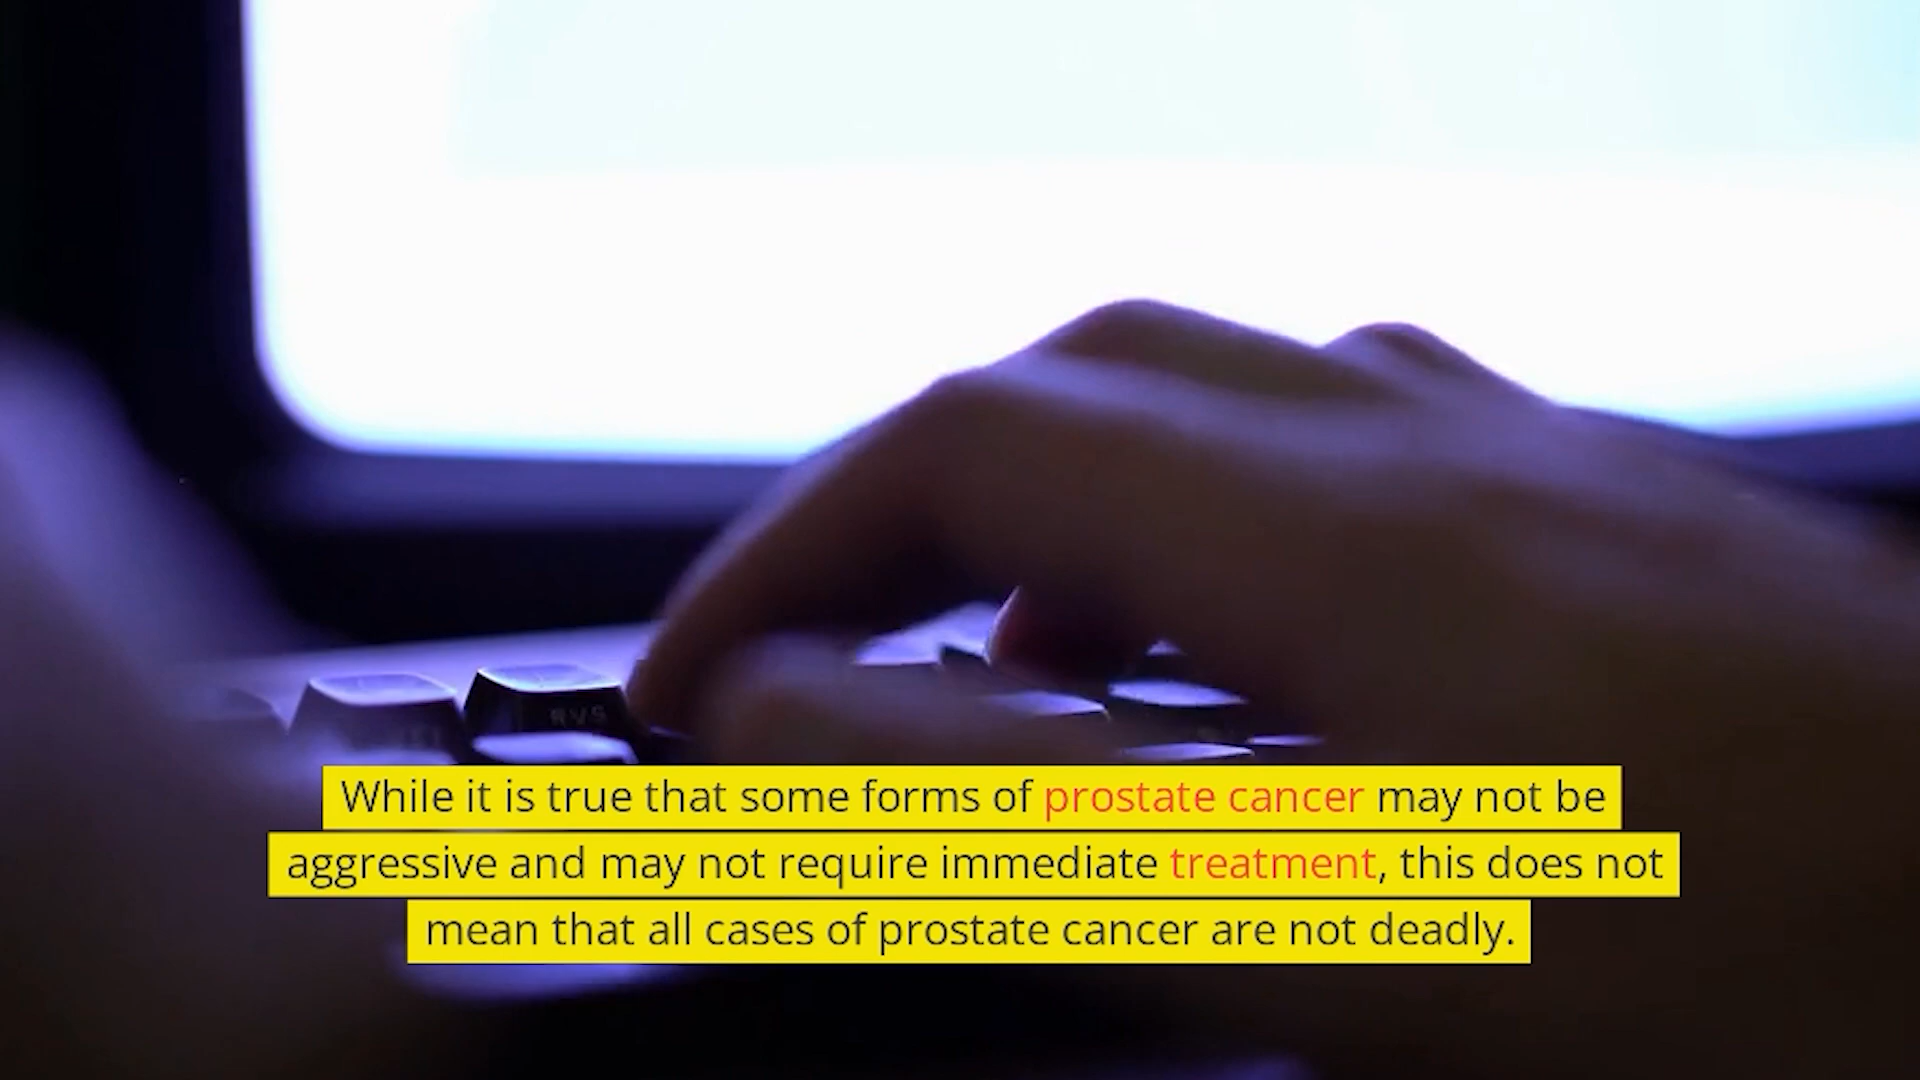 RVS
While it is true that some forms of prostate cancer may not be
aggressive and may not require immediate treatment, this does not
mean that all cases of prostate cancer are not deadly.